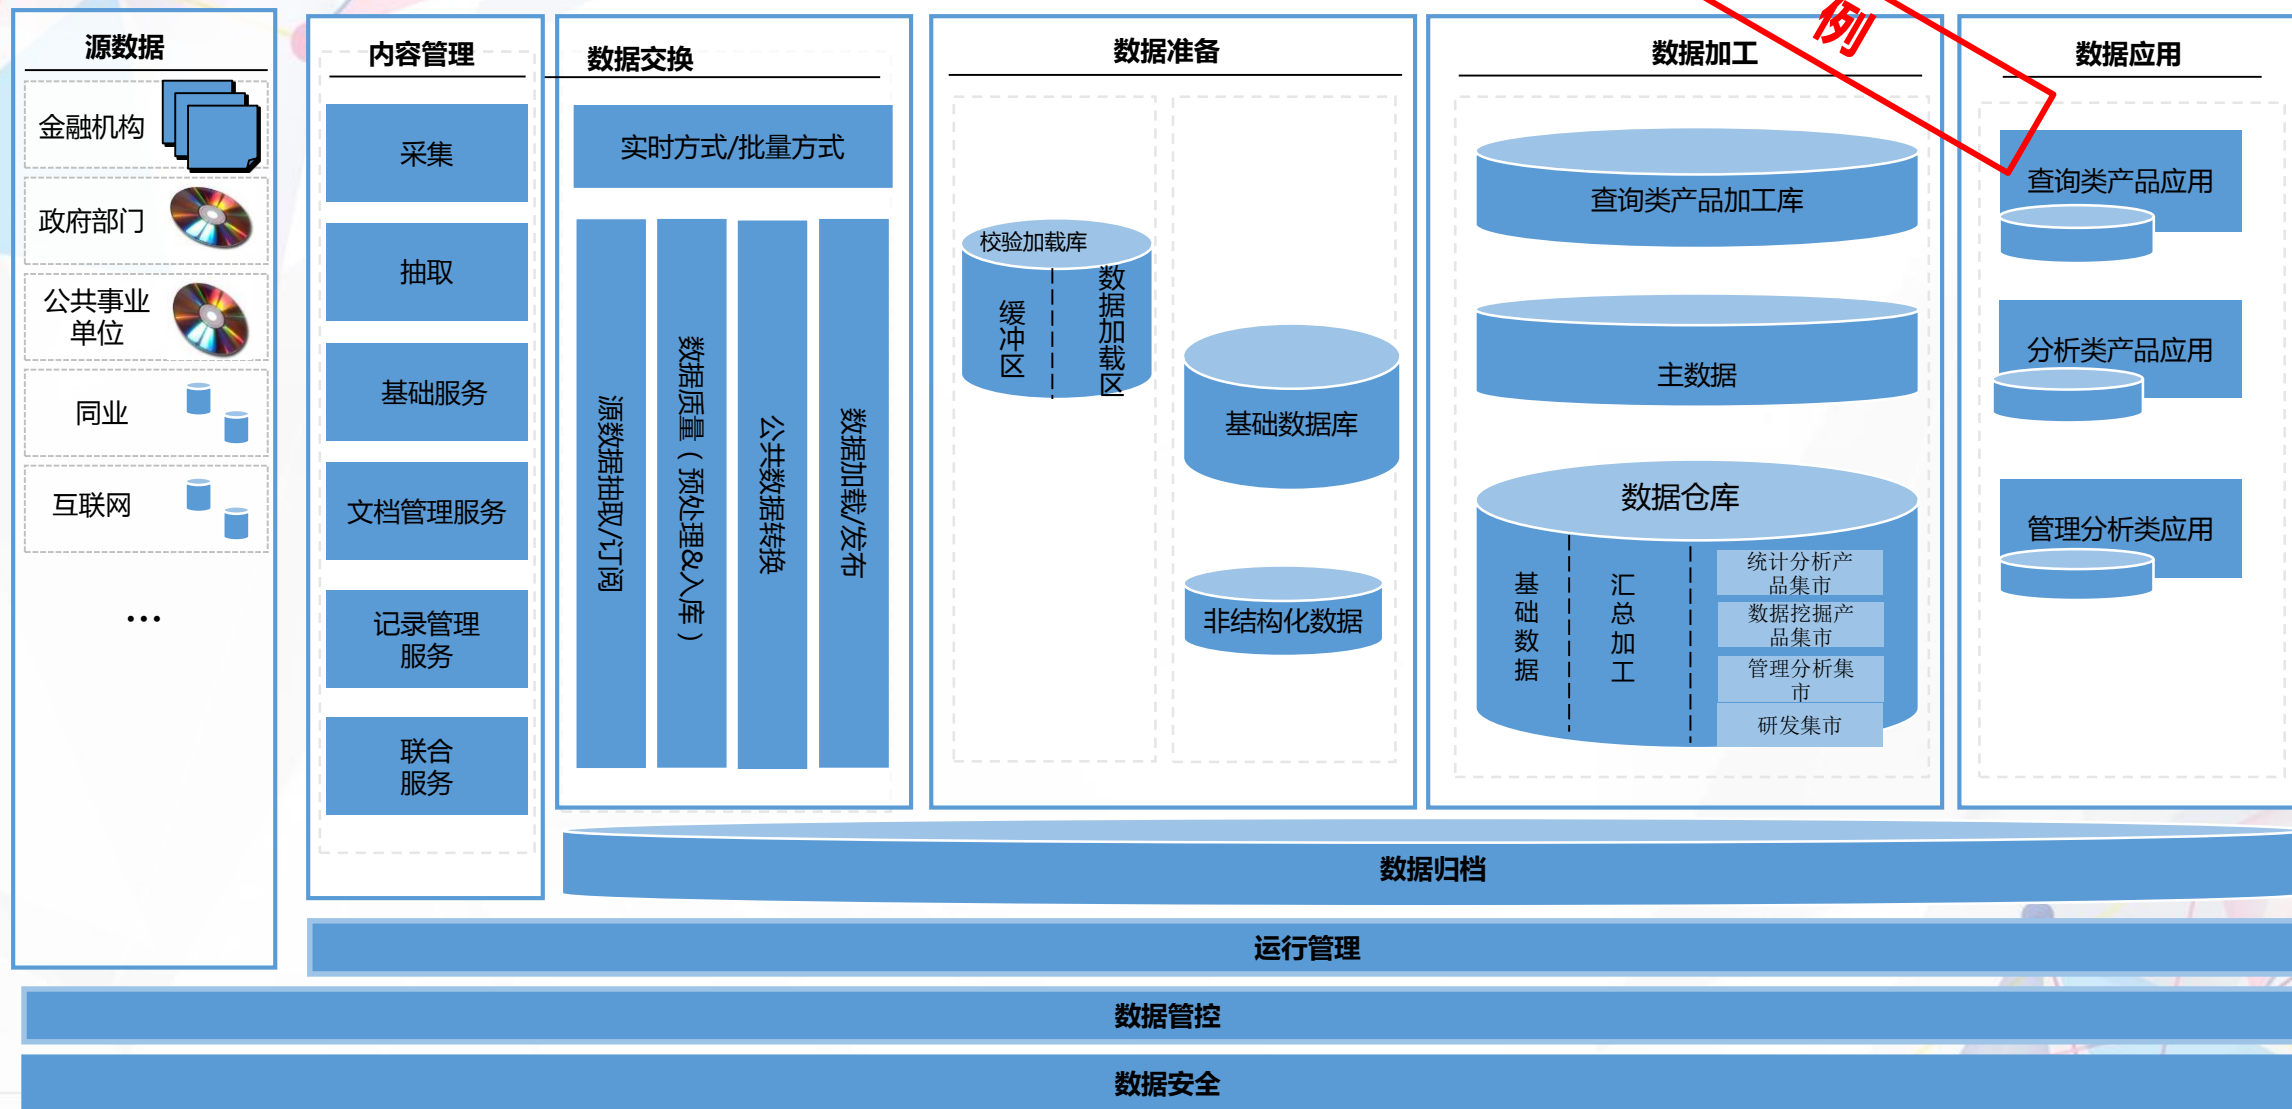 源数据
金融机构
政府部门
公共事业
单位
同业
互联网
...
内容管理
采集
抽取
基础服务
文档管理服务
记录管理
服务
联合
服务
数据交换
实时方式/批量方式
源数据抽取/订阅
数据质量（预处理&入库）
公共数据转换
数据加载/发布
数据准备
校验加载库
缓冲区
数据加载区
基础数据库
非结构化数据
数据加工
查询类产品加工库
主数据
数据仓库
基础数据
汇总加工
统计分析产
品集市
数据挖掘产
品集市
管理分析集
市
研发集市
例
数据应用
查询类产品应用
分析类产品应用
管理分析类应用
数据归档
运行管理
数据管控
数据安全